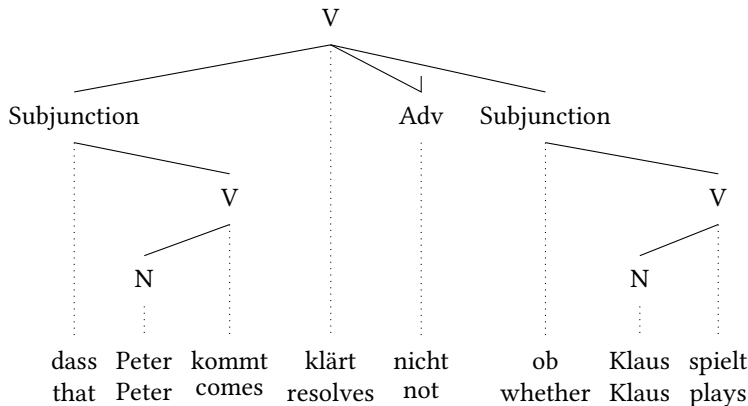 V
Subjunction Adv Subjunction
V V
N N
dass Peter kommt klärt nicht ob Klaus spielt
that Peter comes resolves not whether Klaus plays